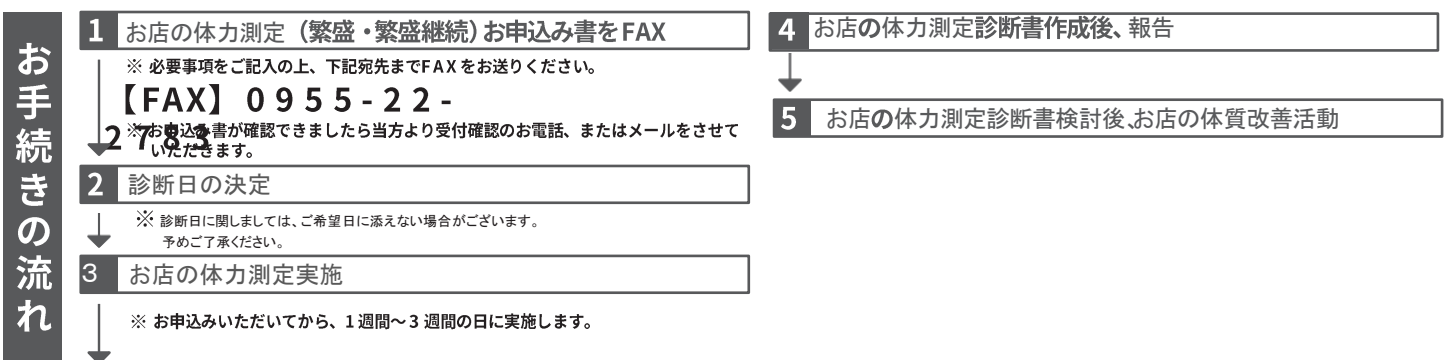 お手続きの流れ
1 お店の体力測定（繁盛・繁盛継続）お申込み書をFAX
※ 必要事項をご記入の上、下記宛先までFAXをお送りください。
【FAX】0955-22-
2783
※お申込み書が確認できましたら当方より受付確認のお電話、またはメールをさせて
いただきます。
2 診断日の決定
※ 診断日に関しましては、ご希望日に添えない場合がございます。
予めご了承ください。
3 お店の体力測定実施
※ お申込みいただいてから、1週間～3週間の日に実施します。
4 お店の体力測定診断書作成後、報告
5 お店の体力測定診断書検討後、お店の体質改善活動